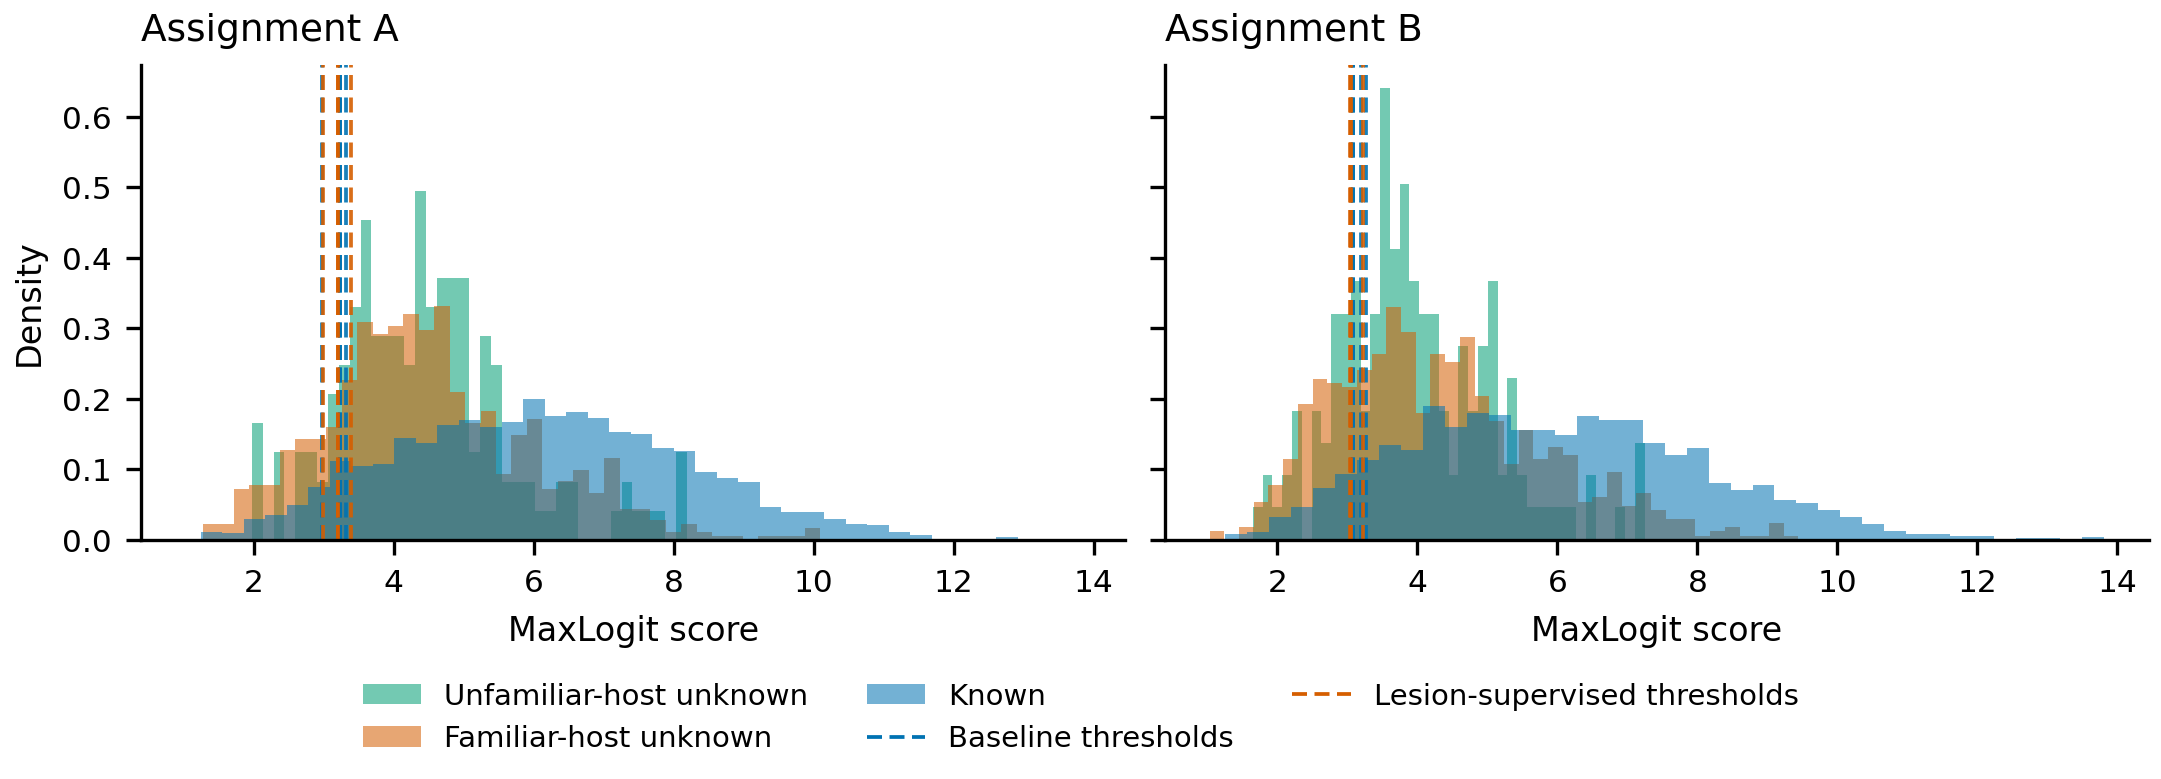 Assignment A
Assignment B
Density
0.6
0.5
0.4
0.3
0.2
0.1
0.0
2 4 6 8 10 12 14
2 4 6 8 10 12 14
MaxLogit score
MaxLogit score
Unfamiliar-host unknown
Familiar-host unknown
Known
Baseline thresholds
Lesion-supervised thresholds